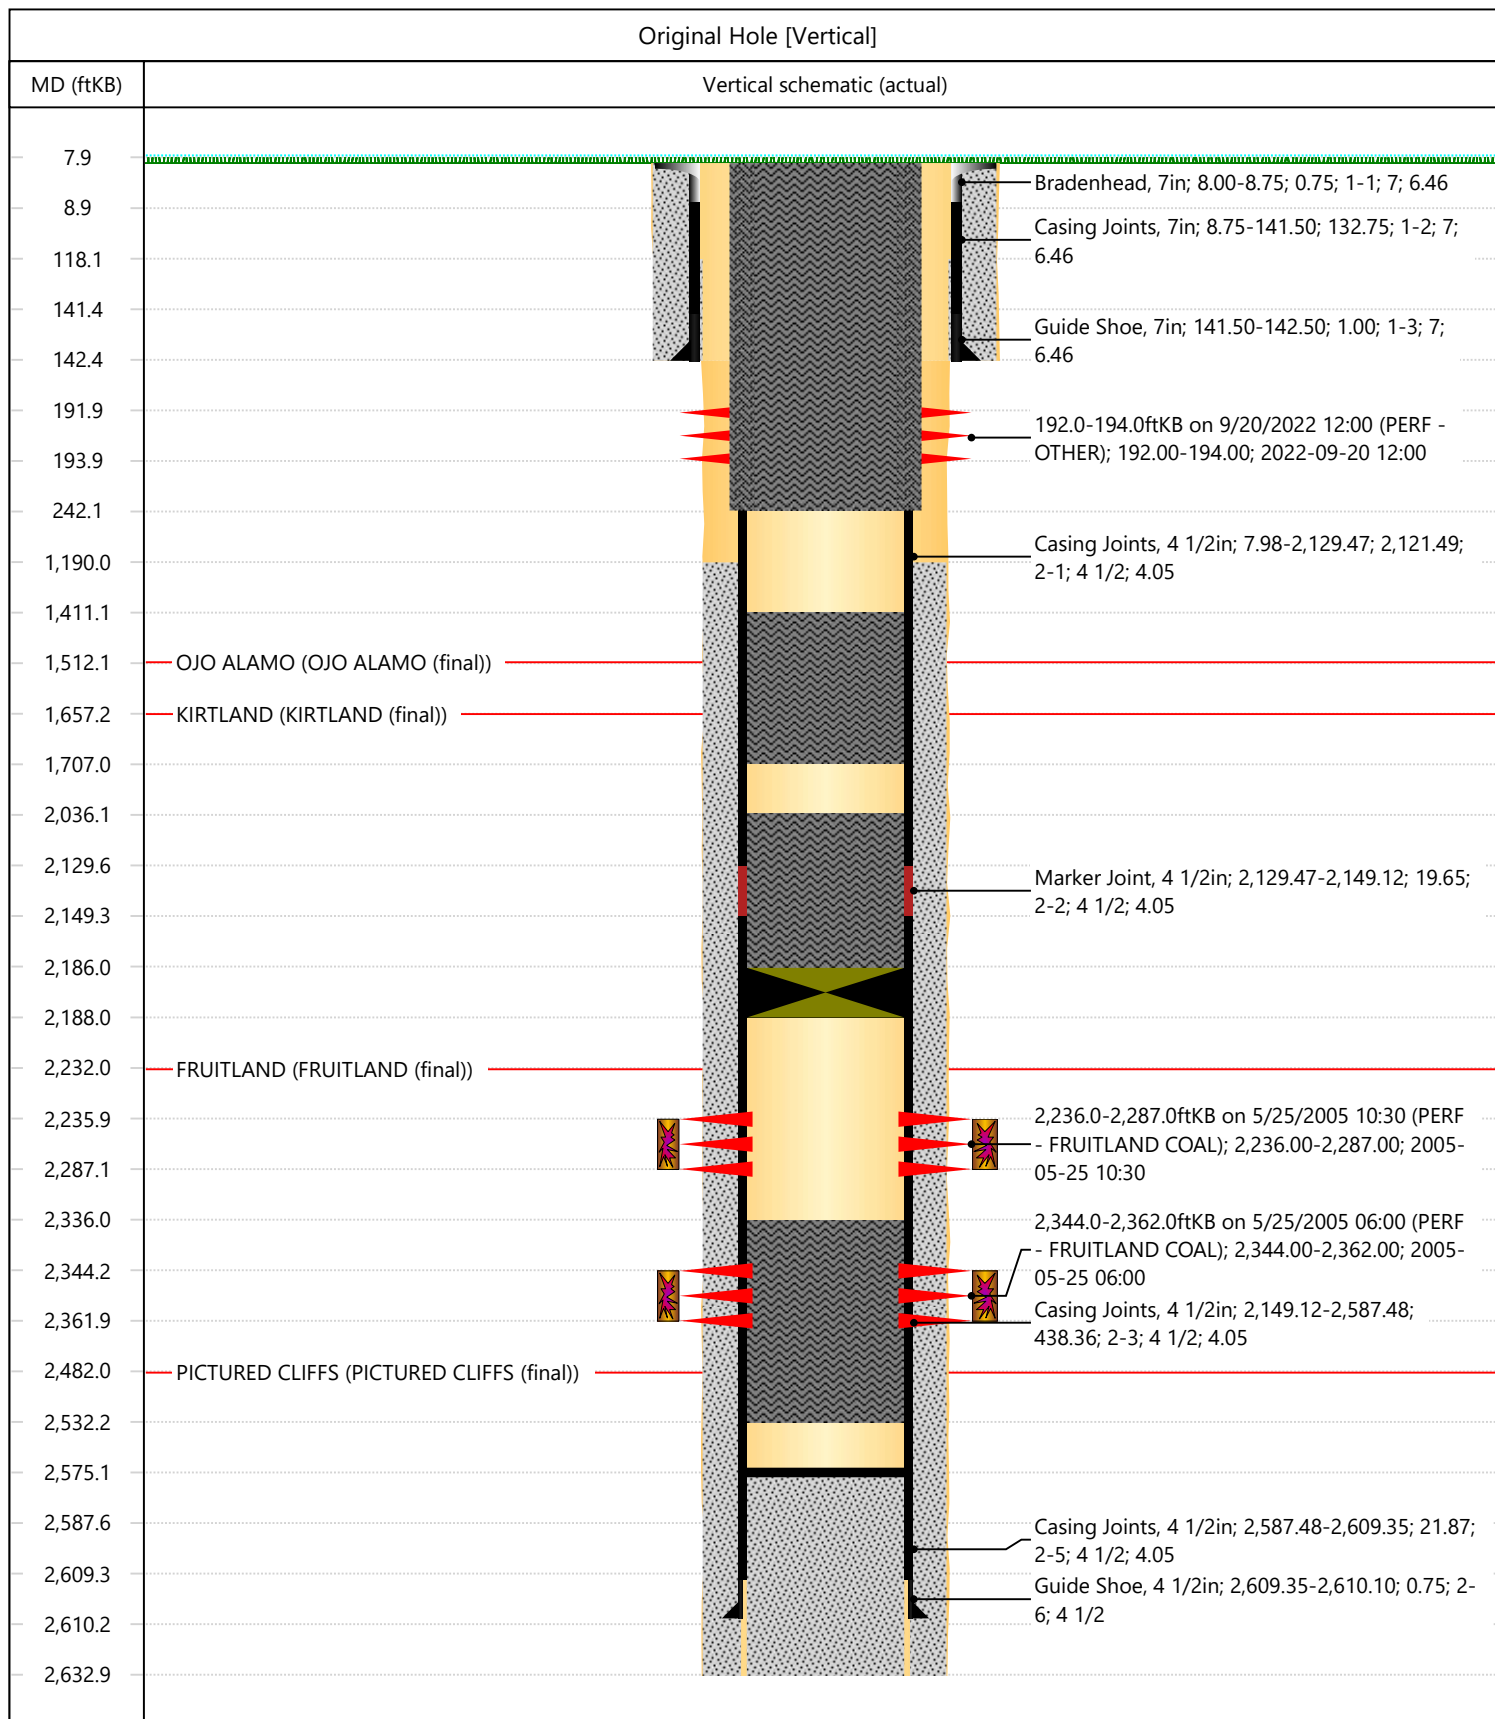 Original Hole [Vertical]
MD (ftKB)
Vertical schematic (actual)
7.9
Bradenhead, 7in; 8.00-8.75; 0.75; 1-1; 7; 6.46
8.9
Casing Joints, 7in; 8.75-141.50; 132.75; 1-2; 7;
6.46
118.1
141.4
Guide Shoe, 7in; 141.50-142.50; 1.00; 1-3; 7;
6.46
142.4
191.9
192.0-194.0ftKB on 9/20/2022 12:00 (PERF -
OTHER); 192.00-194.00; 2022-09-20 12:00
193.9
242.1
Casing Joints, 4 1/2in; 7.98-2,129.47; 2,121.49;
2-1; 4 1/2; 4.05
1,190.0
1,411.1
1,512.1
OJO ALAMO (OJO ALAMO (final))
1,657.2
KIRTLAND (KIRTLAND (final))
1,707.0
2,036.1
2,129.6
Marker Joint, 4 1/2in; 2,129.47-2,149.12; 19.65;
2-2; 4 1/2; 4.05
2,149.3
2,186.0
2,188.0
2,232.0
FRUITLAND (FRUITLAND (final))
2,235.9
2,236.0-2,287.0ftKB on 5/25/2005 10:30 (PERF
- FRUITLAND COAL); 2,236.00-2,287.00; 2005-
05-25 10:30
2,287.1
2,336.0
2,344.0-2,362.0ftKB on 5/25/2005 06:00 (PERF
- FRUITLAND COAL); 2,344.00-2,362.00; 2005-
05-25 06:00
2,344.2
Casing Joints, 4 1/2in; 2,149.12-2,587.48;
438.36; 2-3; 4 1/2; 4.05
2,361.9
2,482.0
PICTURED CLIFFS (PICTURED CLIFFS (final))
2,532.2
2,575.1
2,587.6
Casing Joints, 4 1/2in; 2,587.48-2,609.35; 21.87;
2-5; 4 1/2; 4.05
2,609.3
Guide Shoe, 4 1/2in; 2,609.35-2,610.10; 0.75; 2-
6; 4 1/2
2,610.2
2,632.9